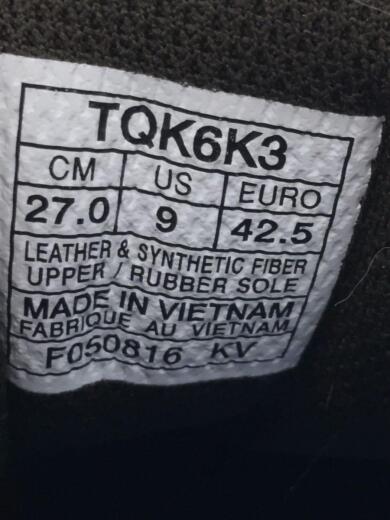 TQK6K3
CM US EURO
27.0 9 42.5
LEATHER & SYNTHETIC FIBER
UPPER / RUBBER SOLE
MADE IN VIETNAM
FABRIQUE AU VIETNAM
F050816 KV